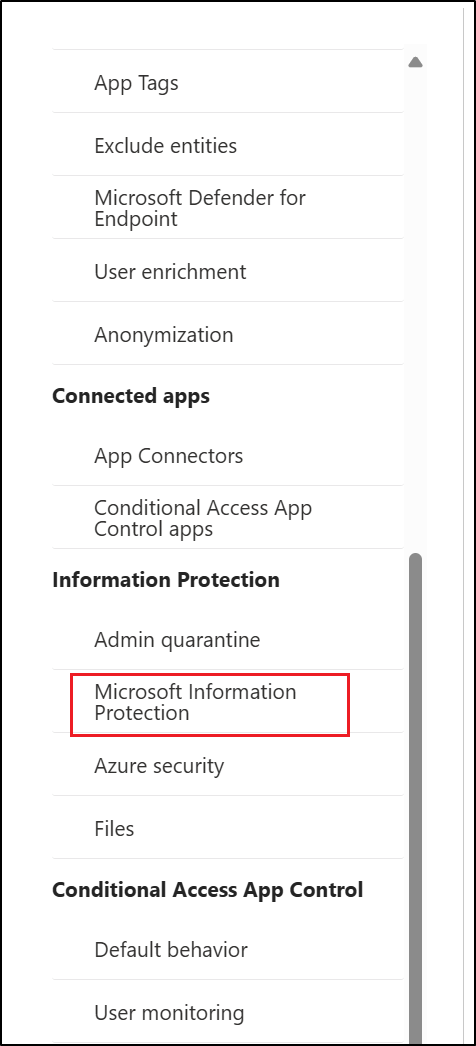 App Tags
Exclude entities
Microsoft Defender for
Endpoint
User enrichment
Anonymization
Connected apps
App Connectors
Conditional Access App
Control apps
Information Protection
Admin quarantine
Microsoft Information
Protection
Azure security
Files
Conditional Access App Control
Default behavior
User monitoring